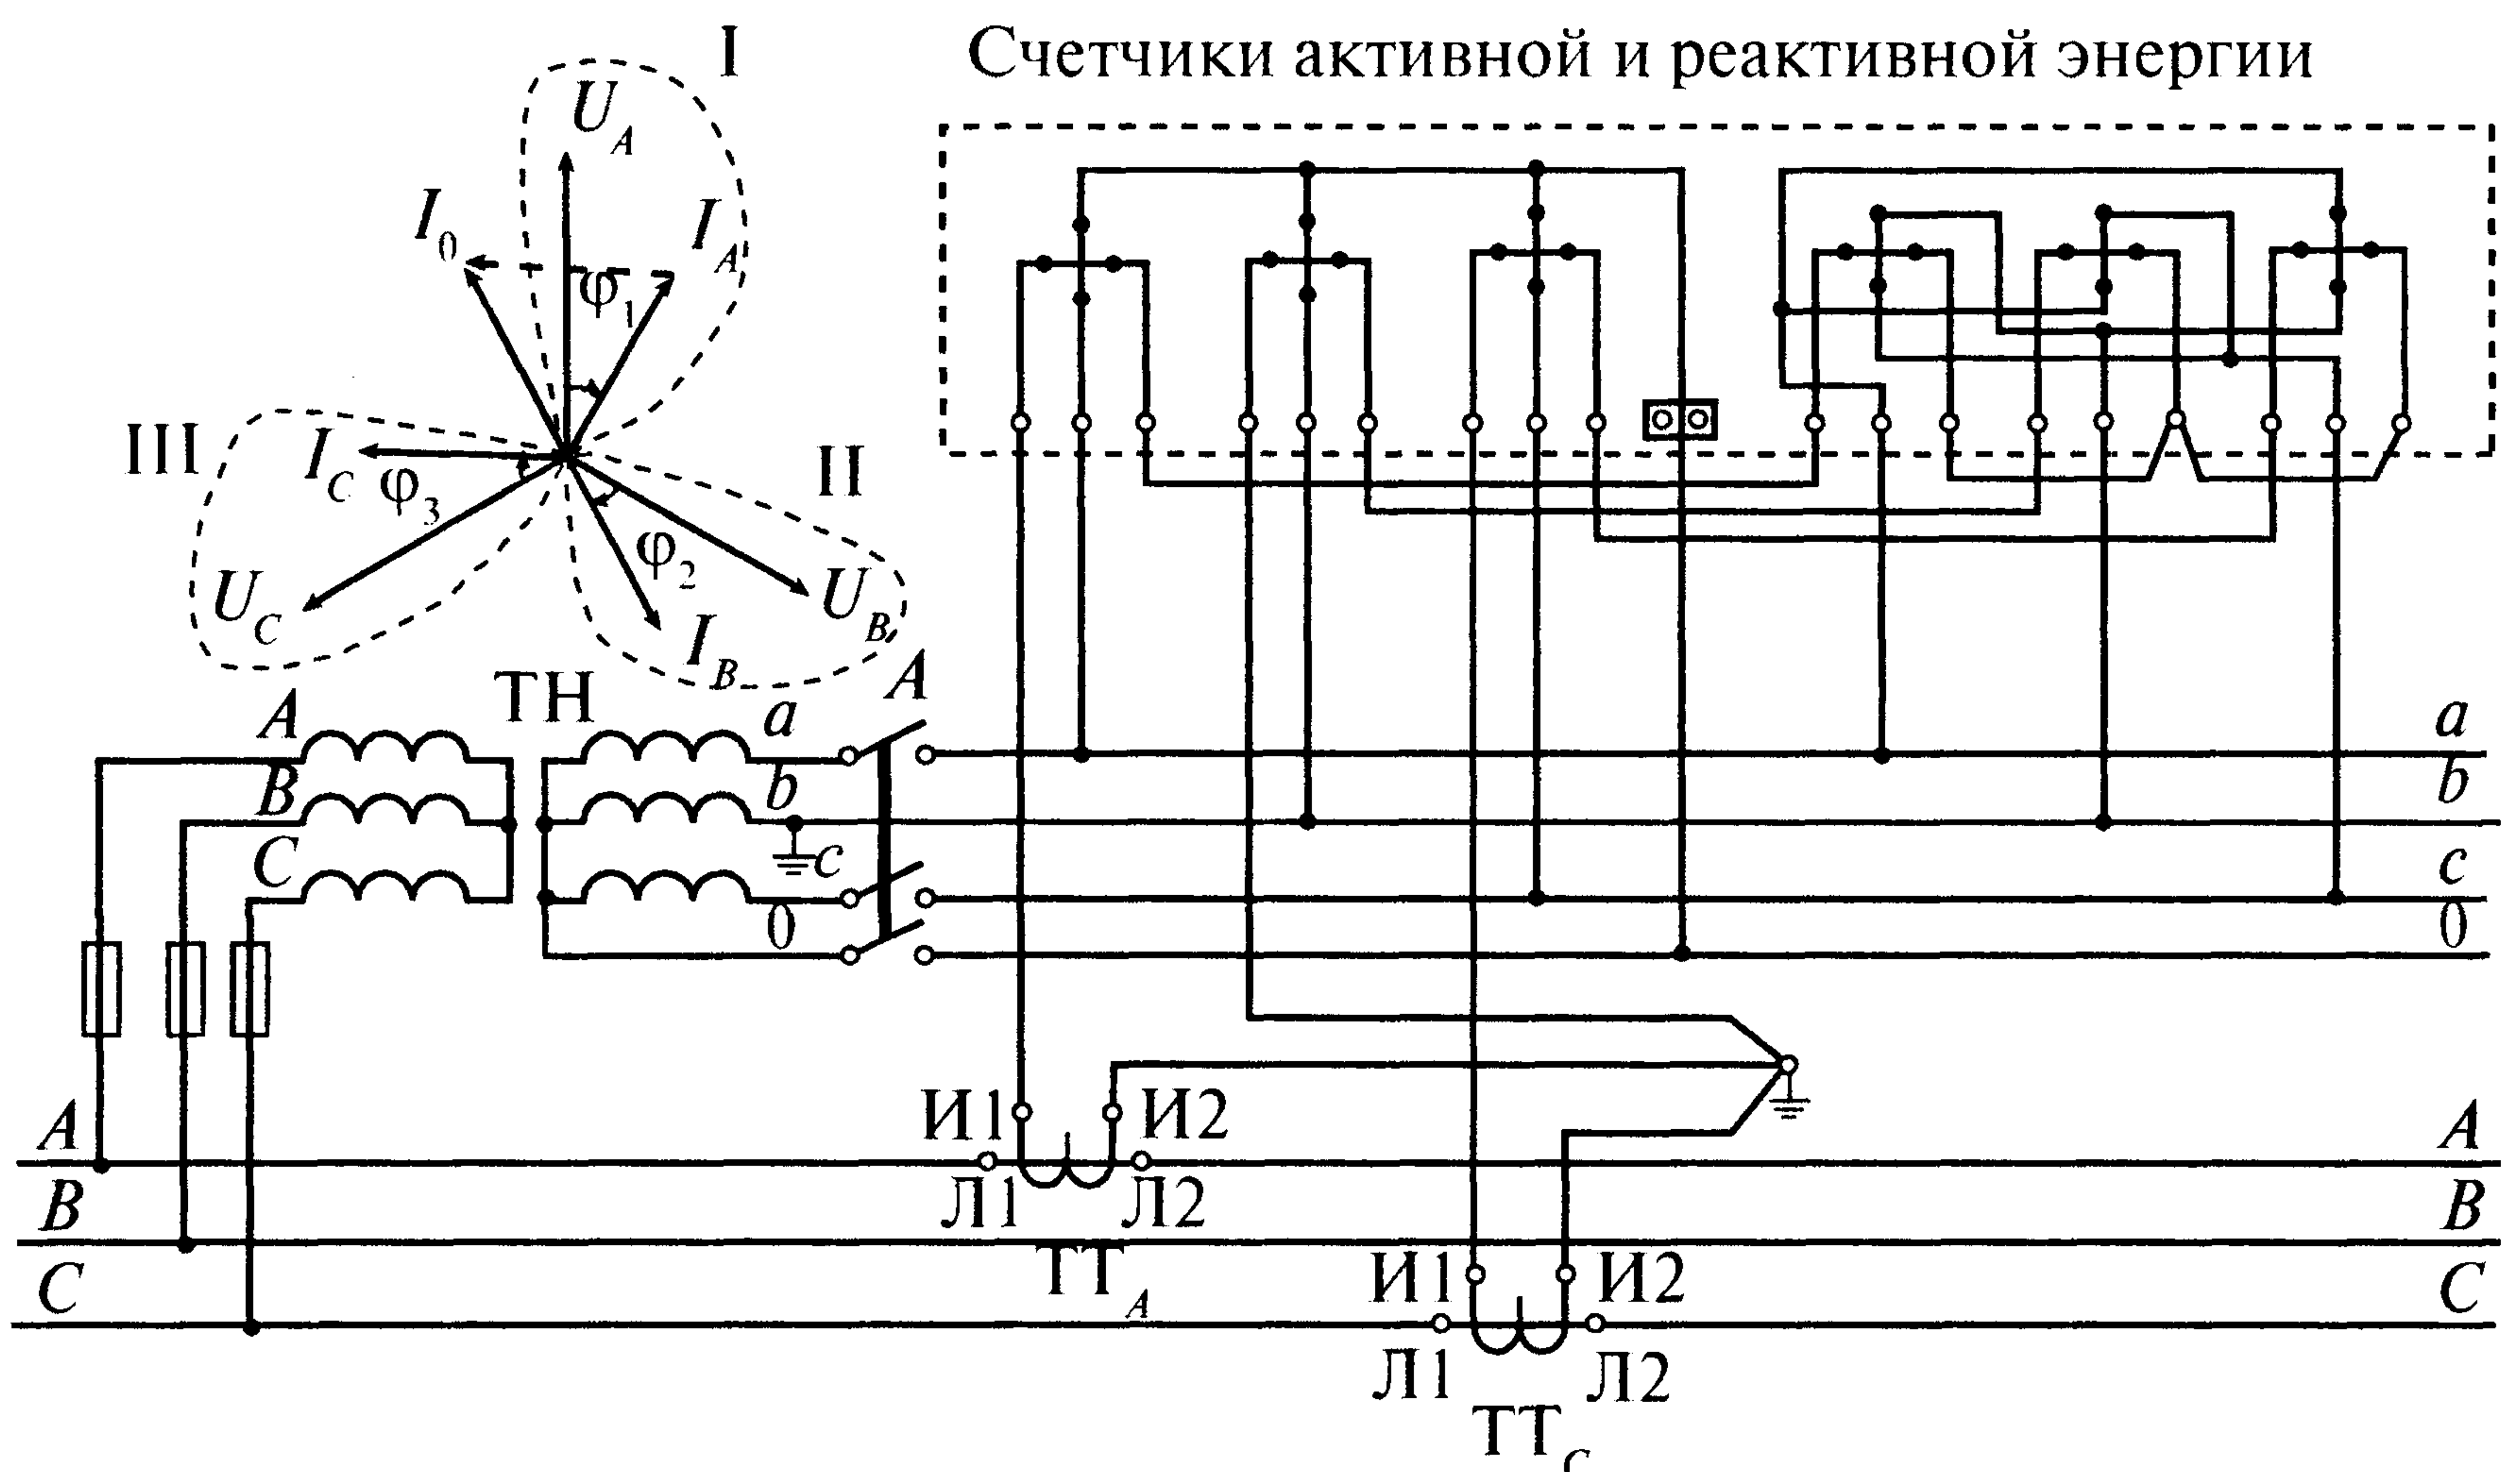 I
Счетчики активной и реактивной энергии
U_A
I_0
I_A
φ_1
III
I_C
φ_3
II
φ_2
U_C
U_B
I_B
ТН
A
A
a
a
B
b
b
C
c
c
0
0
И1
И2
A
A
Л1
Л2
B
B
ТТ_A
И1
И2
C
C
Л1
Л2
ТТ_C